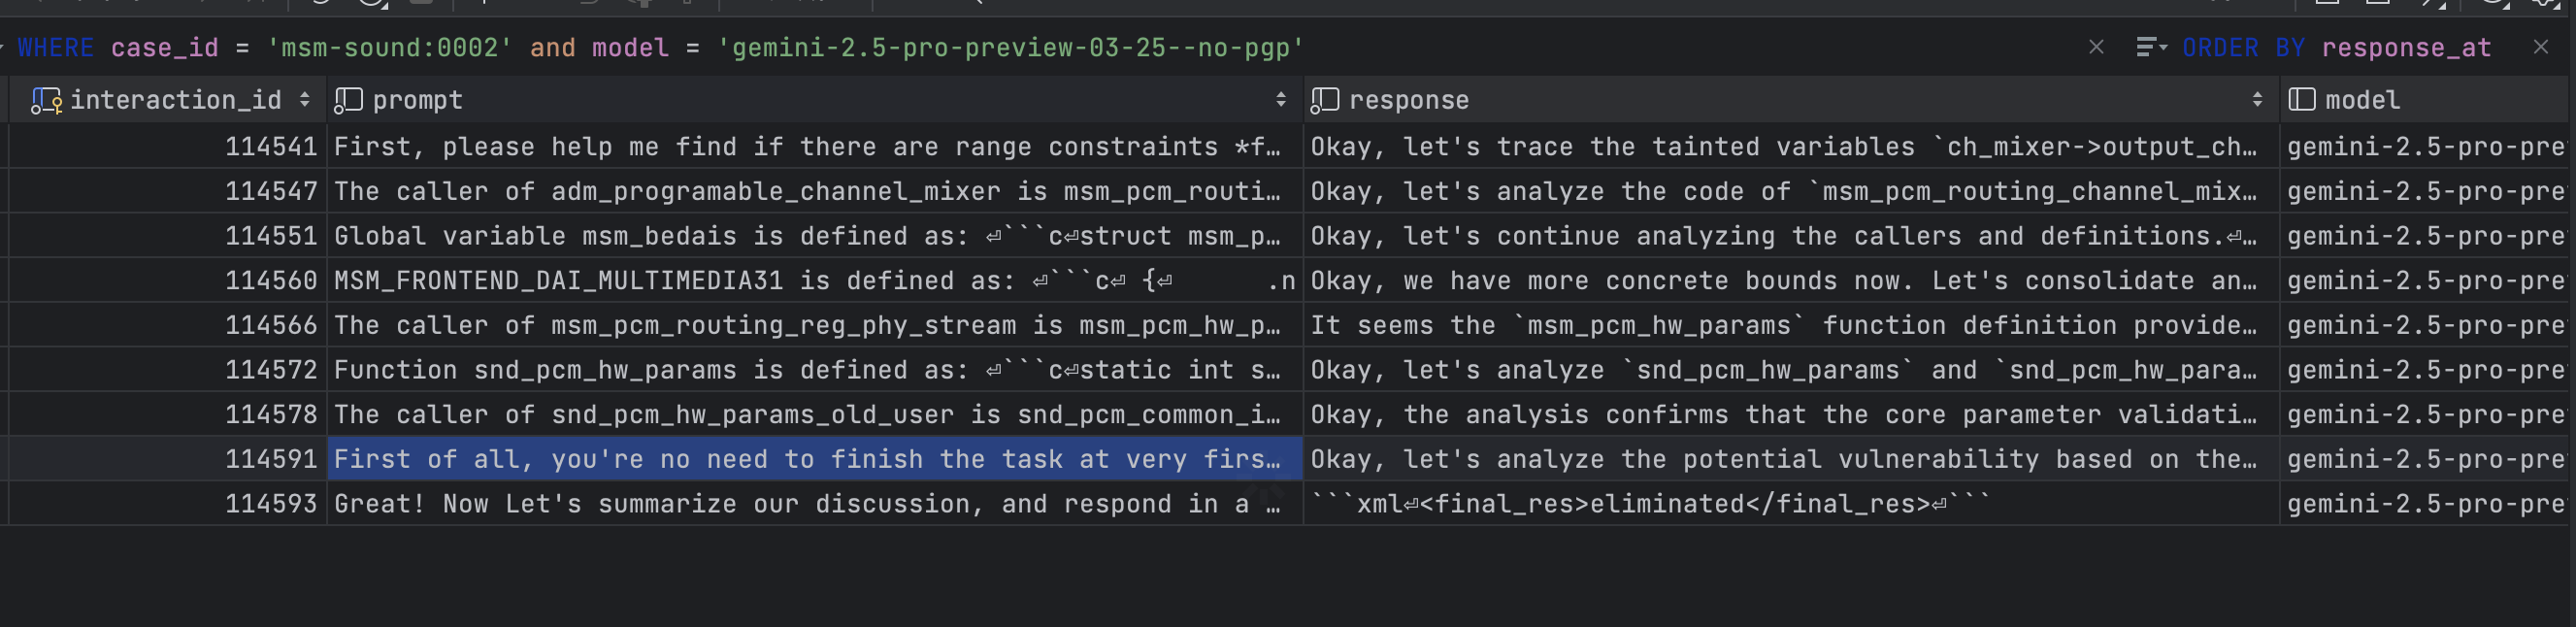 WHERE case_id = 'msm-sound:0002' and model = 'gemini-2.5-pro-preview-03-25--no-pgp' ORDER BY response_at
interaction_id prompt response model
114541 First, please help me find if there are range constraints *f… Okay, let's trace the tainted variables `ch_mixer->output_ch… gemini-2.5-pro-pre
114547 The caller of adm_programable_channel_mixer is msm_pcm_routi… Okay, let's analyze the code of `msm_pcm_routing_channel_mix… gemini-2.5-pro-pre
114551 Global variable msm_bedais is defined as: ⏎```c⏎struct msm_p… Okay, let's continue analyzing the callers and definitions.⏎… gemini-2.5-pro-pre
114560 MSM_FRONTEND_DAI_MULTIMEDIA31 is defined as: ⏎```c⏎ {⏎ .n Okay, we have more concrete bounds now. Let's consolidate an… gemini-2.5-pro-pre
114566 The caller of msm_pcm_routing_reg_phy_stream is msm_pcm_hw_p… It seems the `msm_pcm_hw_params` function definition provide… gemini-2.5-pro-pre
114572 Function snd_pcm_hw_params is defined as: ⏎```c⏎static int s… Okay, let's analyze `snd_pcm_hw_params` and `snd_pcm_hw_para… gemini-2.5-pro-pre
114578 The caller of snd_pcm_hw_params_old_user is snd_pcm_common_i… Okay, the analysis confirms that the core parameter validati… gemini-2.5-pro-pre
114591 First of all, you're no need to finish the task at very firs… Okay, let's analyze the potential vulnerability based on the… gemini-2.5-pro-pre
114593 Great! Now Let's summarize our discussion, and respond in a … ```xml⏎<final_res>eliminated</final_res>⏎``` gemini-2.5-pro-pre